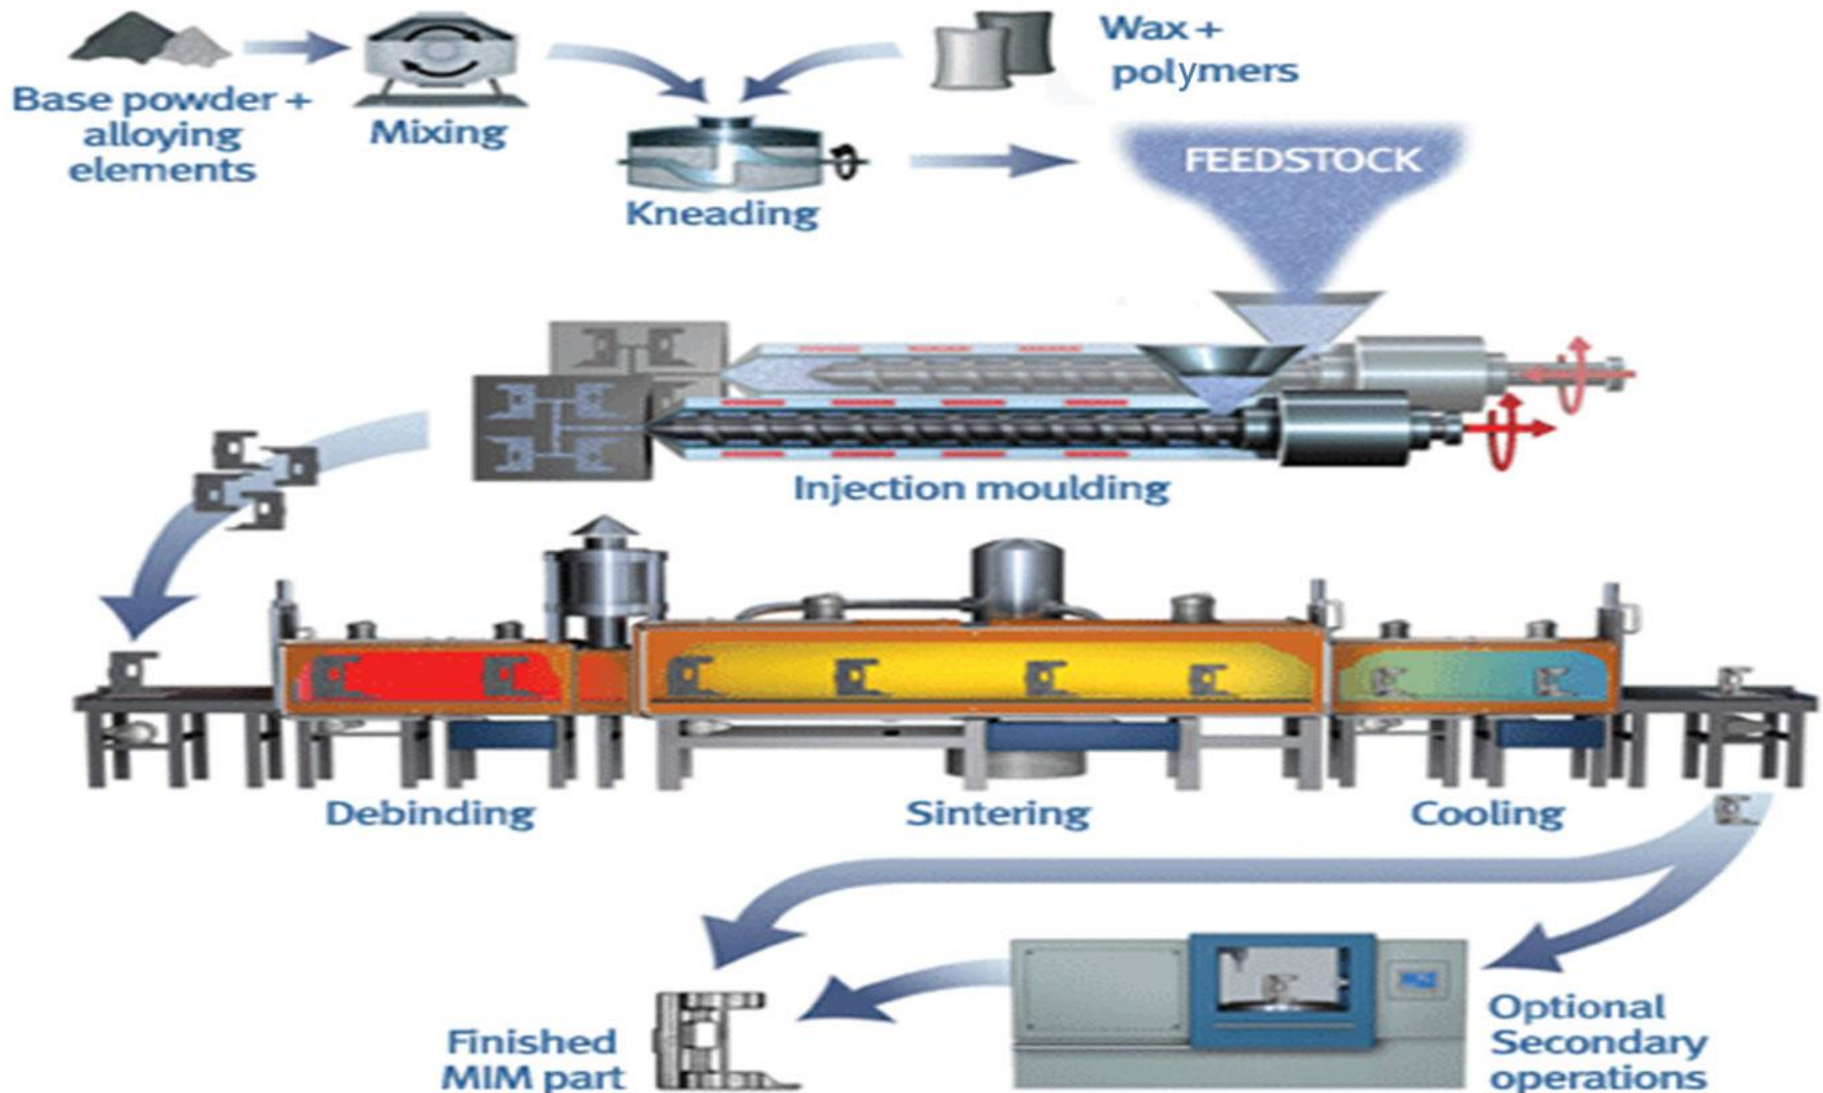 Base powder +
alloying
elements
Mixing
Wax +
polymers
Kneading
FEEDSTOCK
Injection moulding
Debinding
Sintering
Cooling
Optional
Secondary
operations
Finished
MIM part